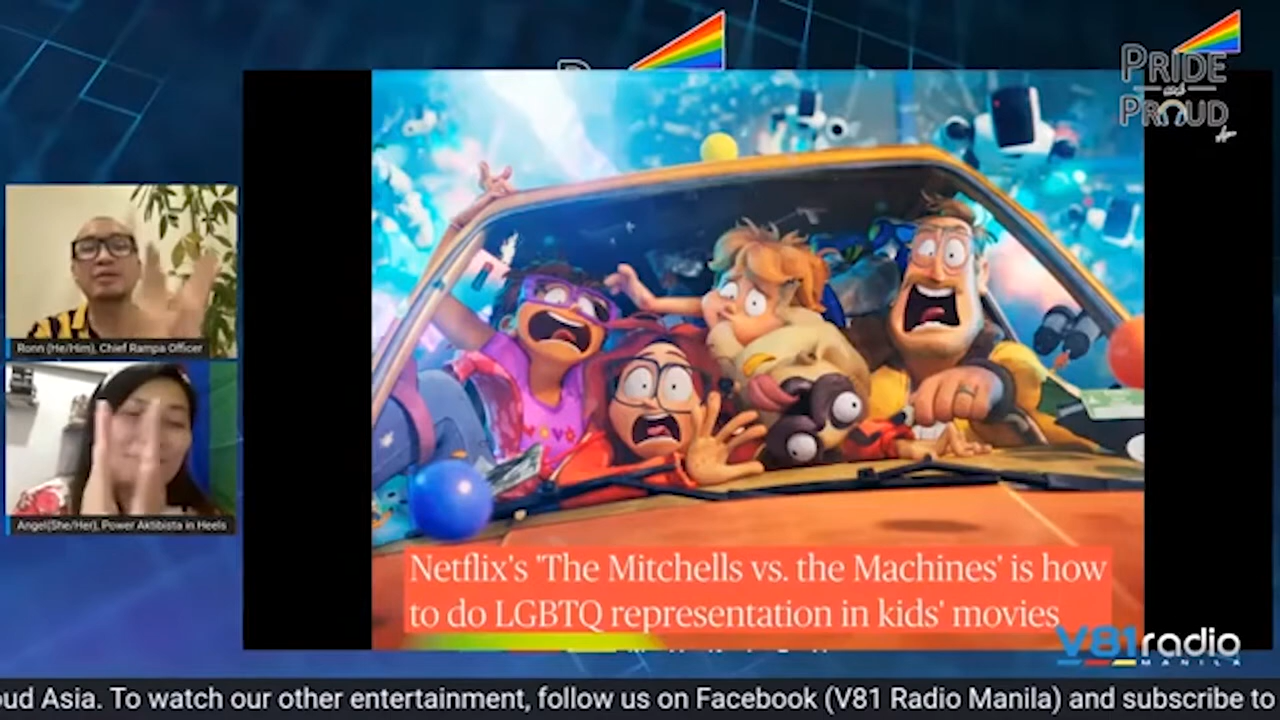 PRIDE
and
PROUD
Ronn (He/Him), Chief Rampa Officer
Angel(She/Her), Power Aktibista in Heels
Netflix's 'The Mitchells vs. the Machines' is how
to do LGBTQ representation in kids' movies
V81radio
MANILA
oud Asia. To watch our other entertainment, follow us on Facebook (V81 Radio Manila) and subscribe to